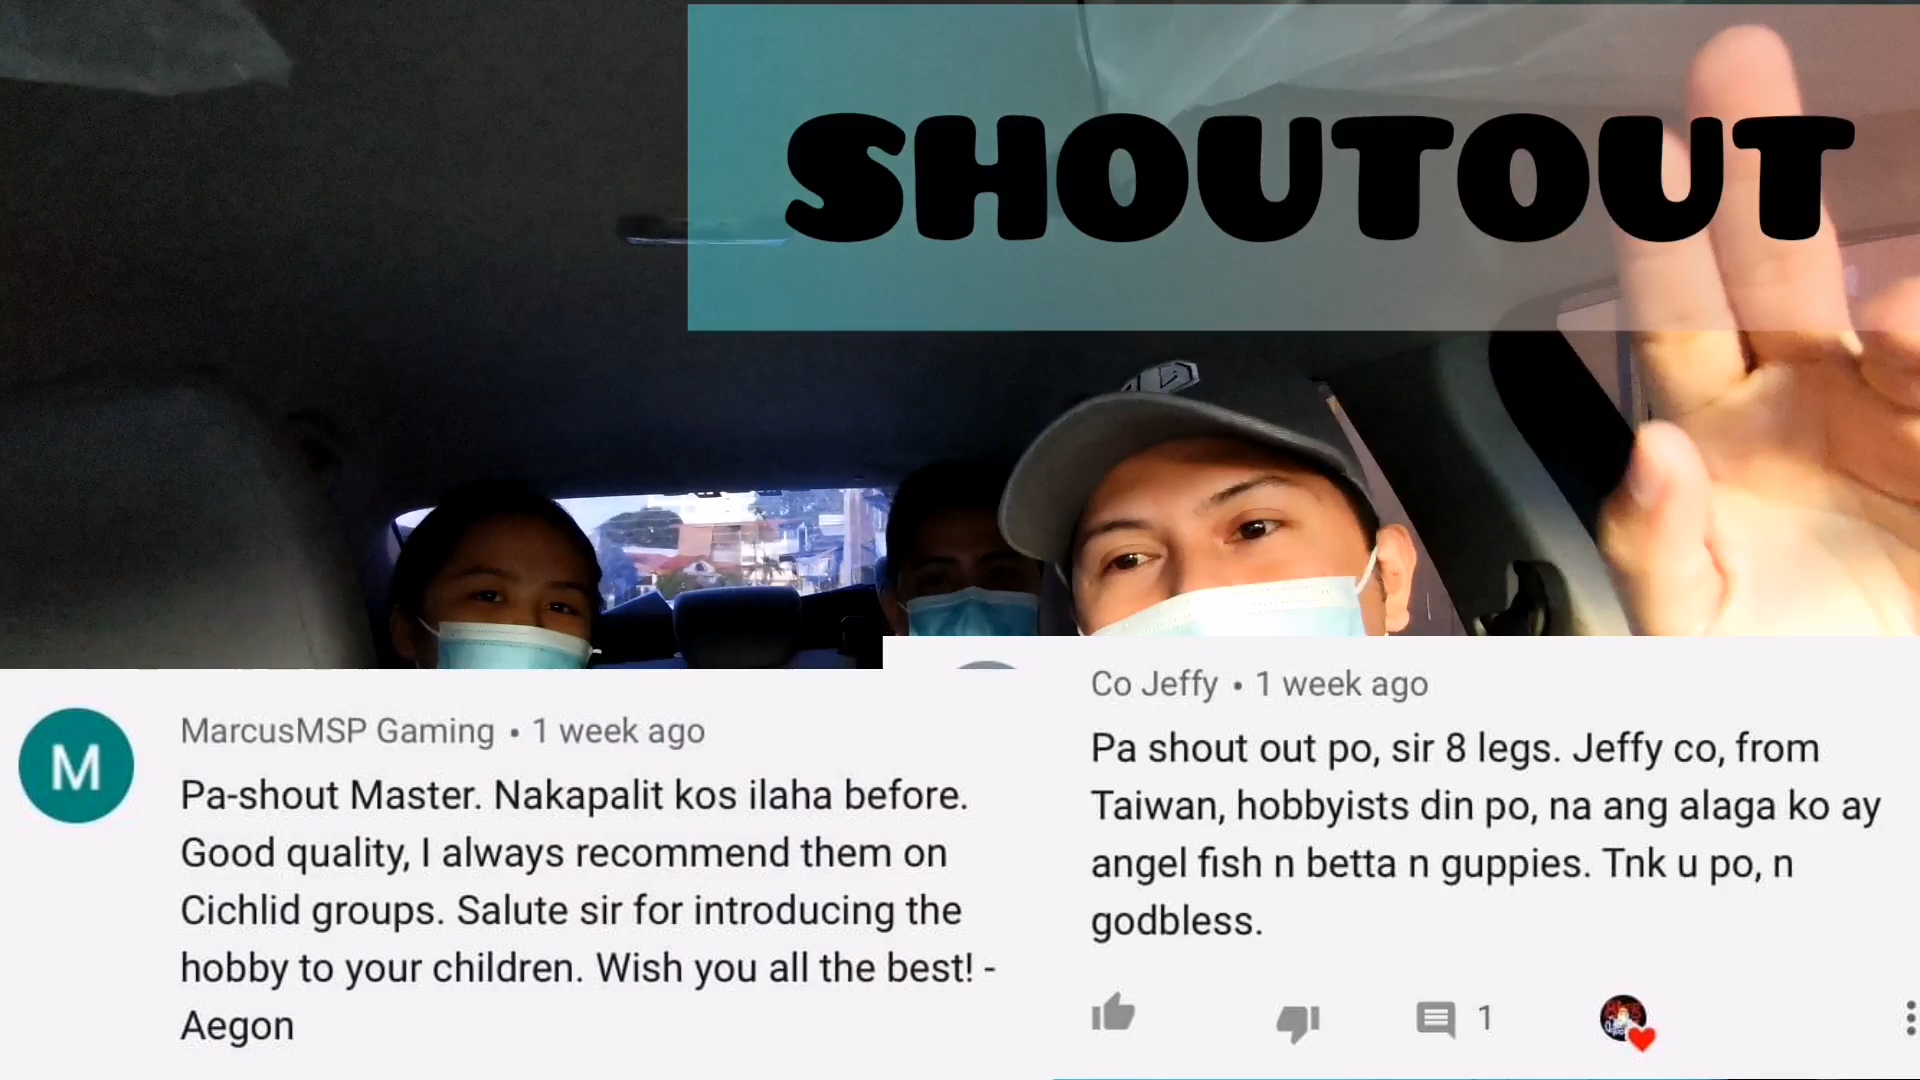 SHOUTOUT
M
MarcusMSP Gaming • 1 week ago
Pa-shout Master. Nakapalit kos ilaha before.
Good quality, I always recommend them on
Cichlid groups. Salute sir for introducing the
hobby to your children. Wish you all the best! -
Aegon
Co Jeffy • 1 week ago
Pa shout out po, sir 8 legs. Jeffy co, from
Taiwan, hobbyists din po, na ang alaga ko ay
angel fish n betta n guppies. Tnk u po, n
godbless.
1